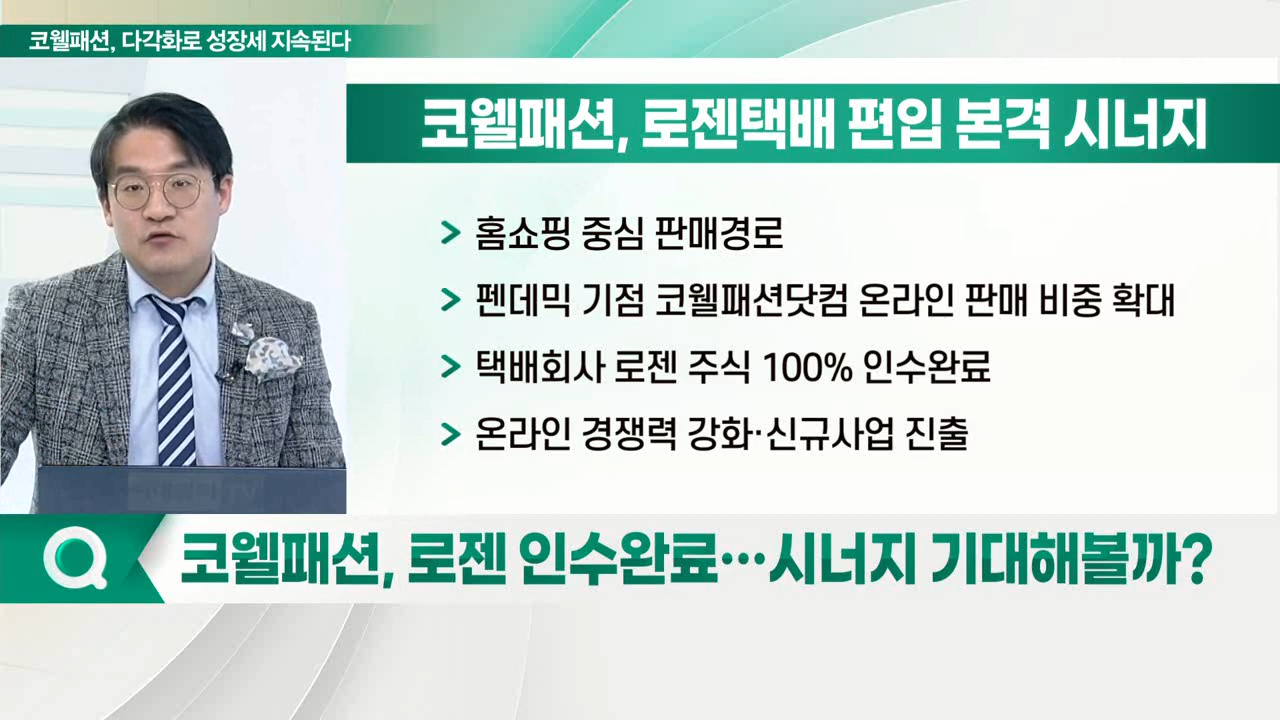 코웰패션, 다각화로 성장세 지속된다
코웰패션, 로젠택배 편입 본격 시너지
> 홈쇼핑 중심 판매경로
> 펜데믹 기점 코웰패션닷컴 온라인 판매 비중 확대
> 택배회사 로젠 주식 100% 인수완료
> 온라인 경쟁력 강화·신규사업 진출
Q 코웰패션, 로젠 인수완료…시너지 기대해볼까?